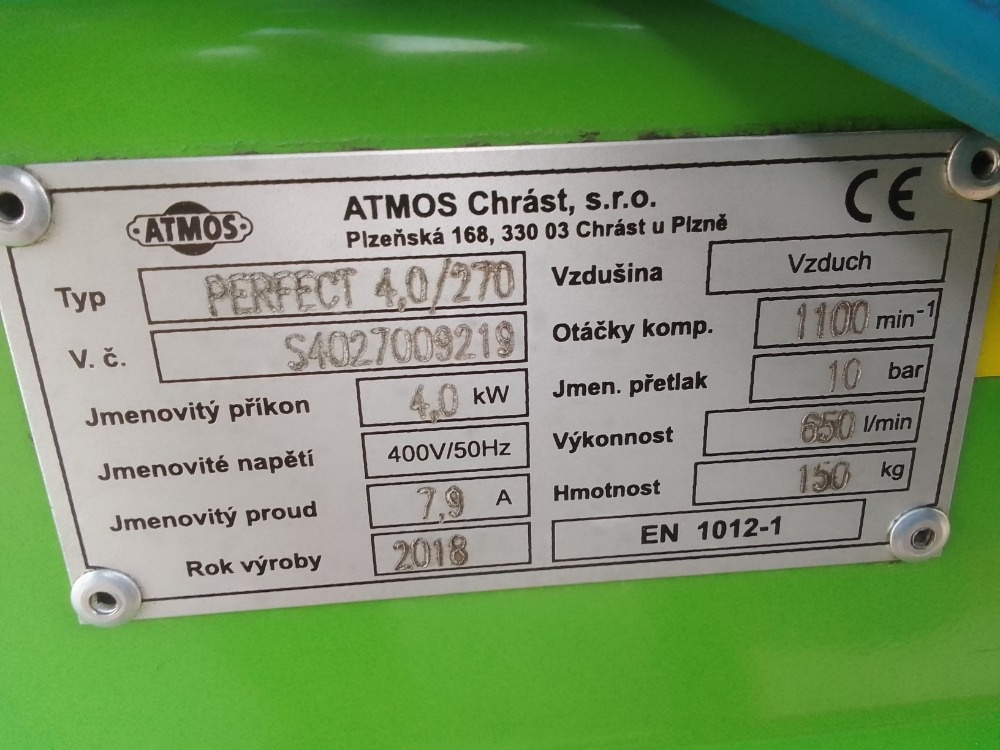 ATMOS
ATMOS Chrást, s.r.o.
Plzeňská 168, 330 03 Chrást u Plzně
CE
Typ PERFECT 4,0/270
V. č. S4027009219
Jmenovitý příkon 4,0 kW
Jmenovité napětí 400V/50Hz
Jmenovitý proud 7,9 A
Rok výroby 2018
Vzdušina Vzduch
Otáčky komp. 1100 min-1
Jmen. přetlak 10 bar
Výkonnost 650 l/min
Hmotnost 150 kg
EN 1012-1